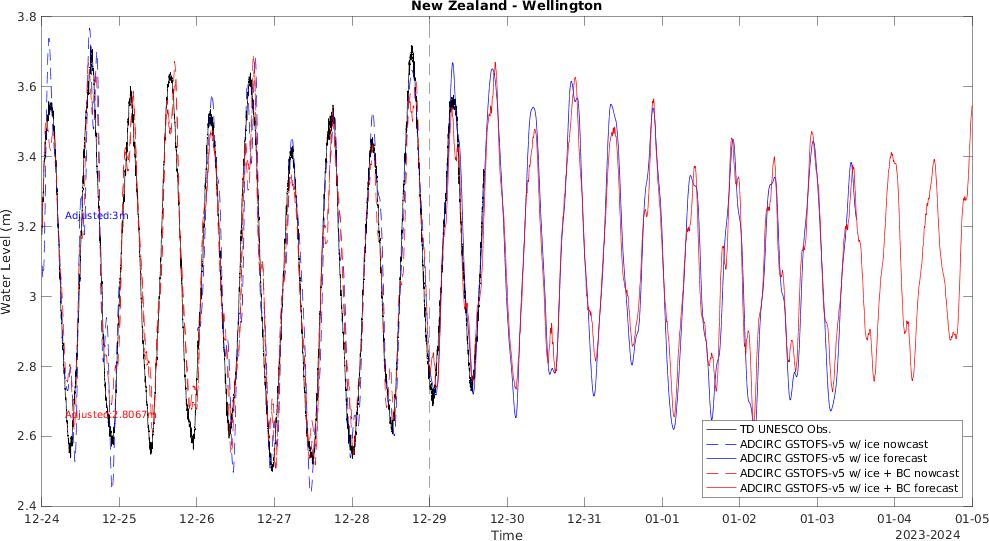 New Zealand - Wellington
Water Level (m)
3.8
3.6
3.4
3.2
3
2.8
2.6
2.4
Adjusted:3m
Adjusted:2.8067m
TD UNESCO Obs.
ADCIRC GSTOFS-v5 w/ ice nowcast
ADCIRC GSTOFS-v5 w/ ice forecast
ADCIRC GSTOFS-v5 w/ ice + BC nowcast
ADCIRC GSTOFS-v5 w/ ice + BC forecast
12-24 12-25 12-26 12-27 12-28 12-29 12-30 12-31 01-01 01-02 01-03 01-04 01-05
Time
2023-2024